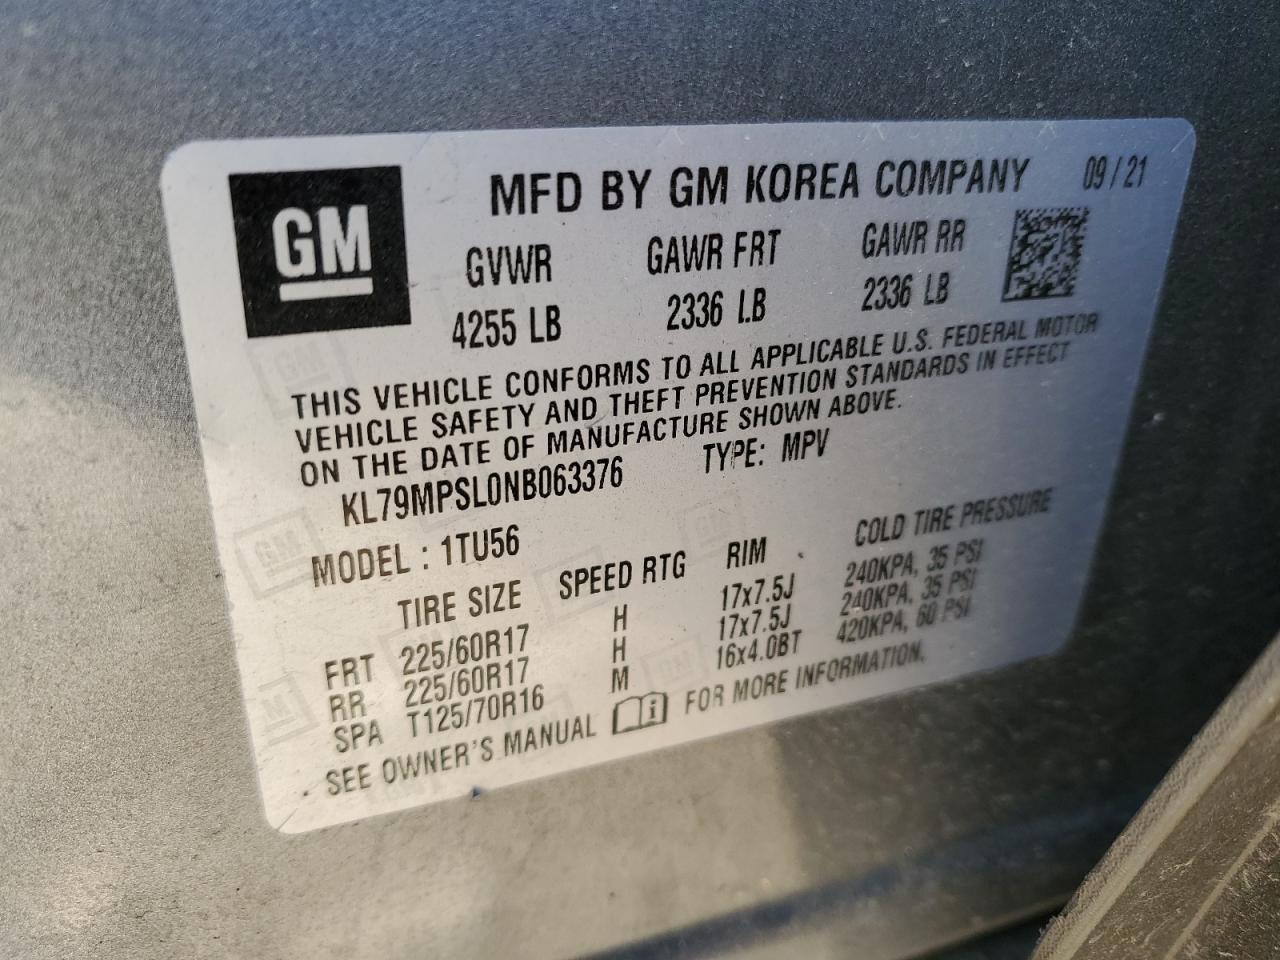 GM
MFD BY GM KOREA COMPANY 09/21
GVWR GAWR FRT GAWR RR
4255 LB 2336 LB 2336 LB
THIS VEHICLE CONFORMS TO ALL APPLICABLE U.S. FEDERAL MOTOR
VEHICLE SAFETY AND THEFT PREVENTION STANDARDS IN EFFECT
ON THE DATE OF MANUFACTURE SHOWN ABOVE.
KL79MPSL0NB063376 TYPE: MPV
MODEL : 1TU56
TIRE SIZE SPEED RTG RIM COLD TIRE PRESSURE
FRT 225/60R17 H 17x7.5J 240KPA, 35 PSI
RR 225/60R17 H 17x7.5J 240KPA, 35 PSI
SPA T125/70R16 M 16x4.0BT 420KPA, 60 PSI
SEE OWNER'S MANUAL i FOR MORE INFORMATION.